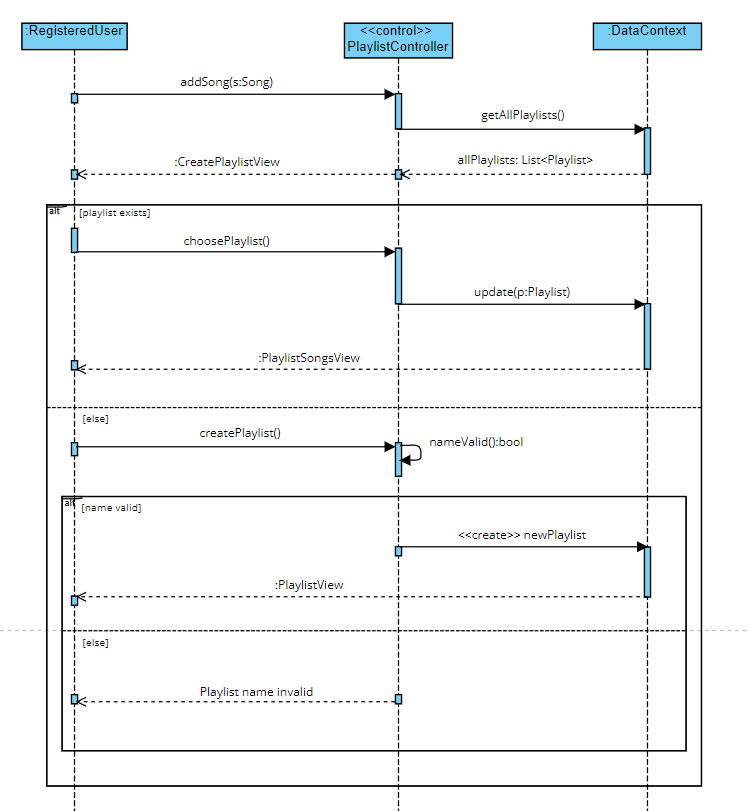 :RegisteredUser
<<control>>
PlaylistController
:DataContext
addSong(s:Song)
getAllPlaylists()
:CreatePlaylistView
allPlaylists: List<Playlist>
alt
[playlist exists]
choosePlaylist()
update(p:Playlist)
:PlaylistSongsView
[else]
createPlaylist()
nameValid():bool
alt
[name valid]
<<create>> newPlaylist
:PlaylistView
[else]
Playlist name invalid